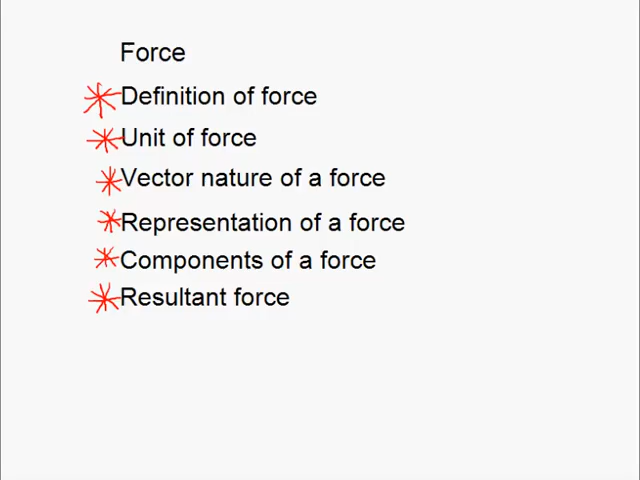 Force
Definition of force
Unit of force
Vector nature of a force
Representation of a force
Components of a force
Resultant force